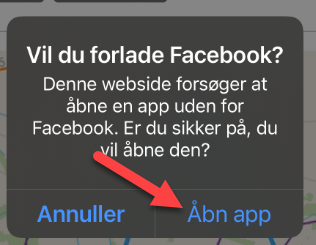 Vil du forlade Facebook?
Denne webside forsøger at
åbne en app uden for
Facebook. Er du sikker på, du
vil åbne den?
Annuller
Åbn app